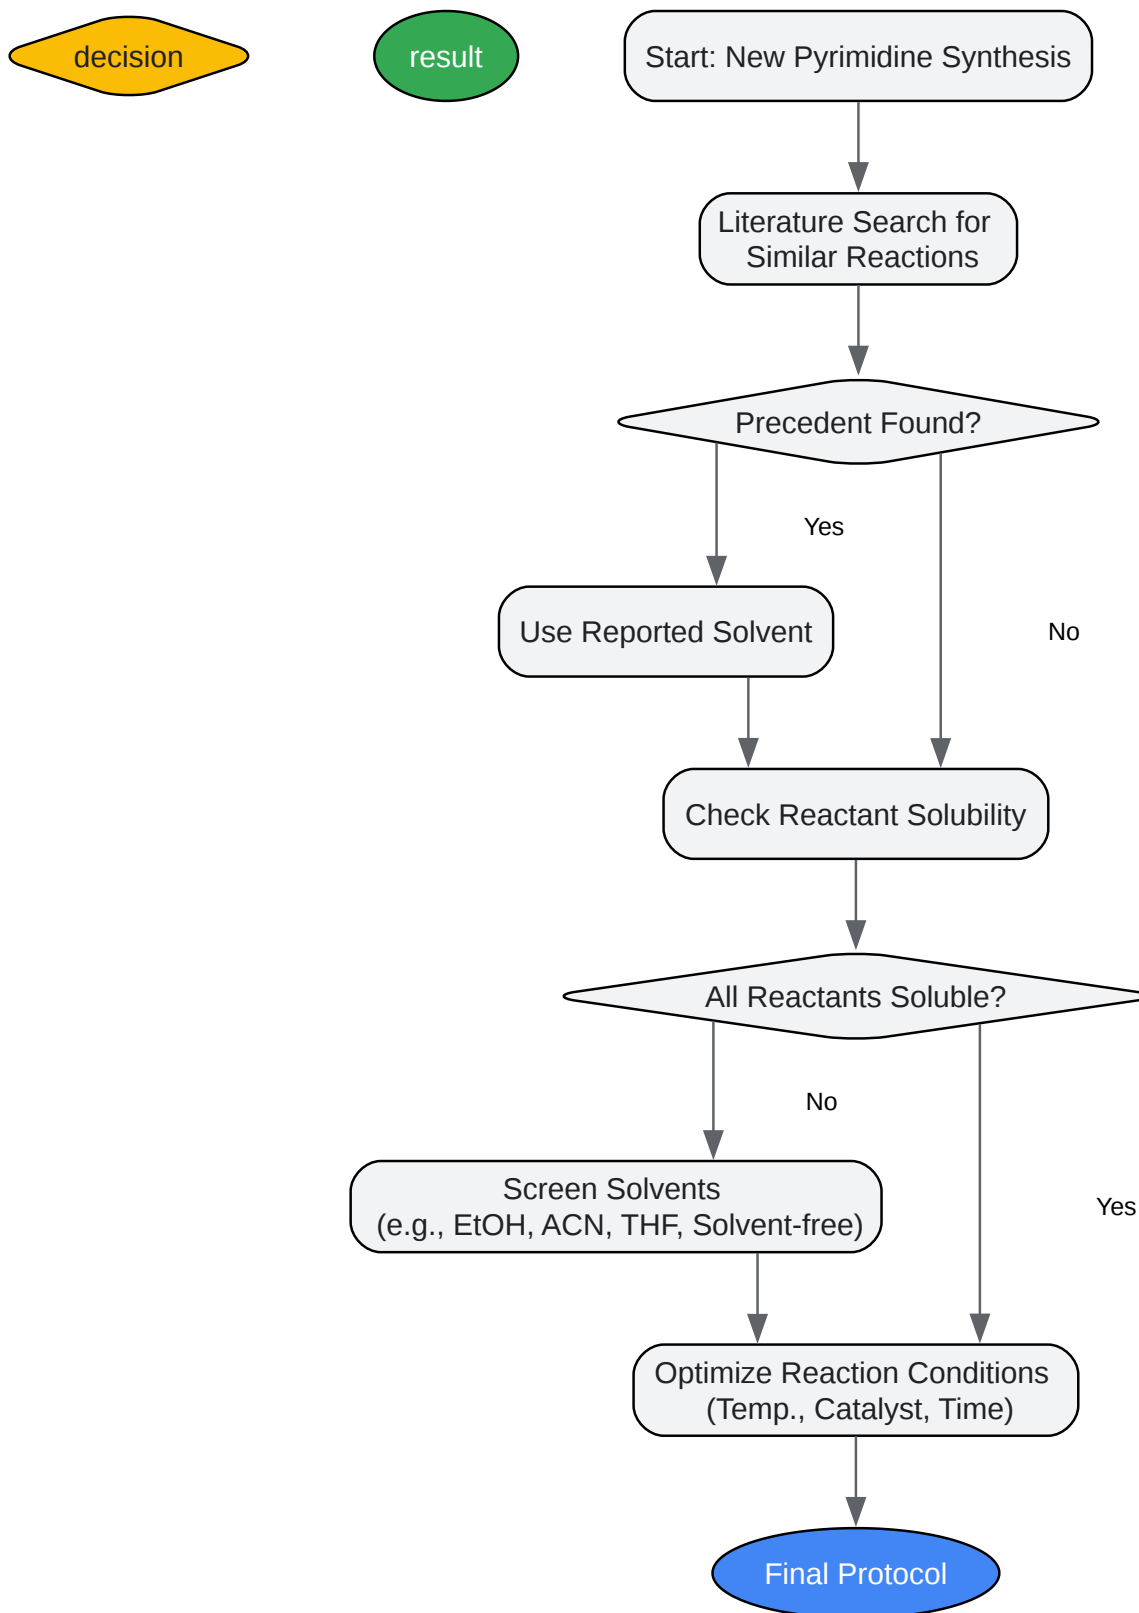 decision
result
Start: New Pyrimidine Synthesis
Literature Search for
Similar Reactions
Precedent Found?
Yes
Use Reported Solvent
No
Check Reactant Solubility
All Reactants Soluble?
No
Screen Solvents
(e.g., EtOH, ACN, THF, Solvent-free)
Yes
Optimize Reaction Conditions
(Temp., Catalyst, Time)
Final Protocol